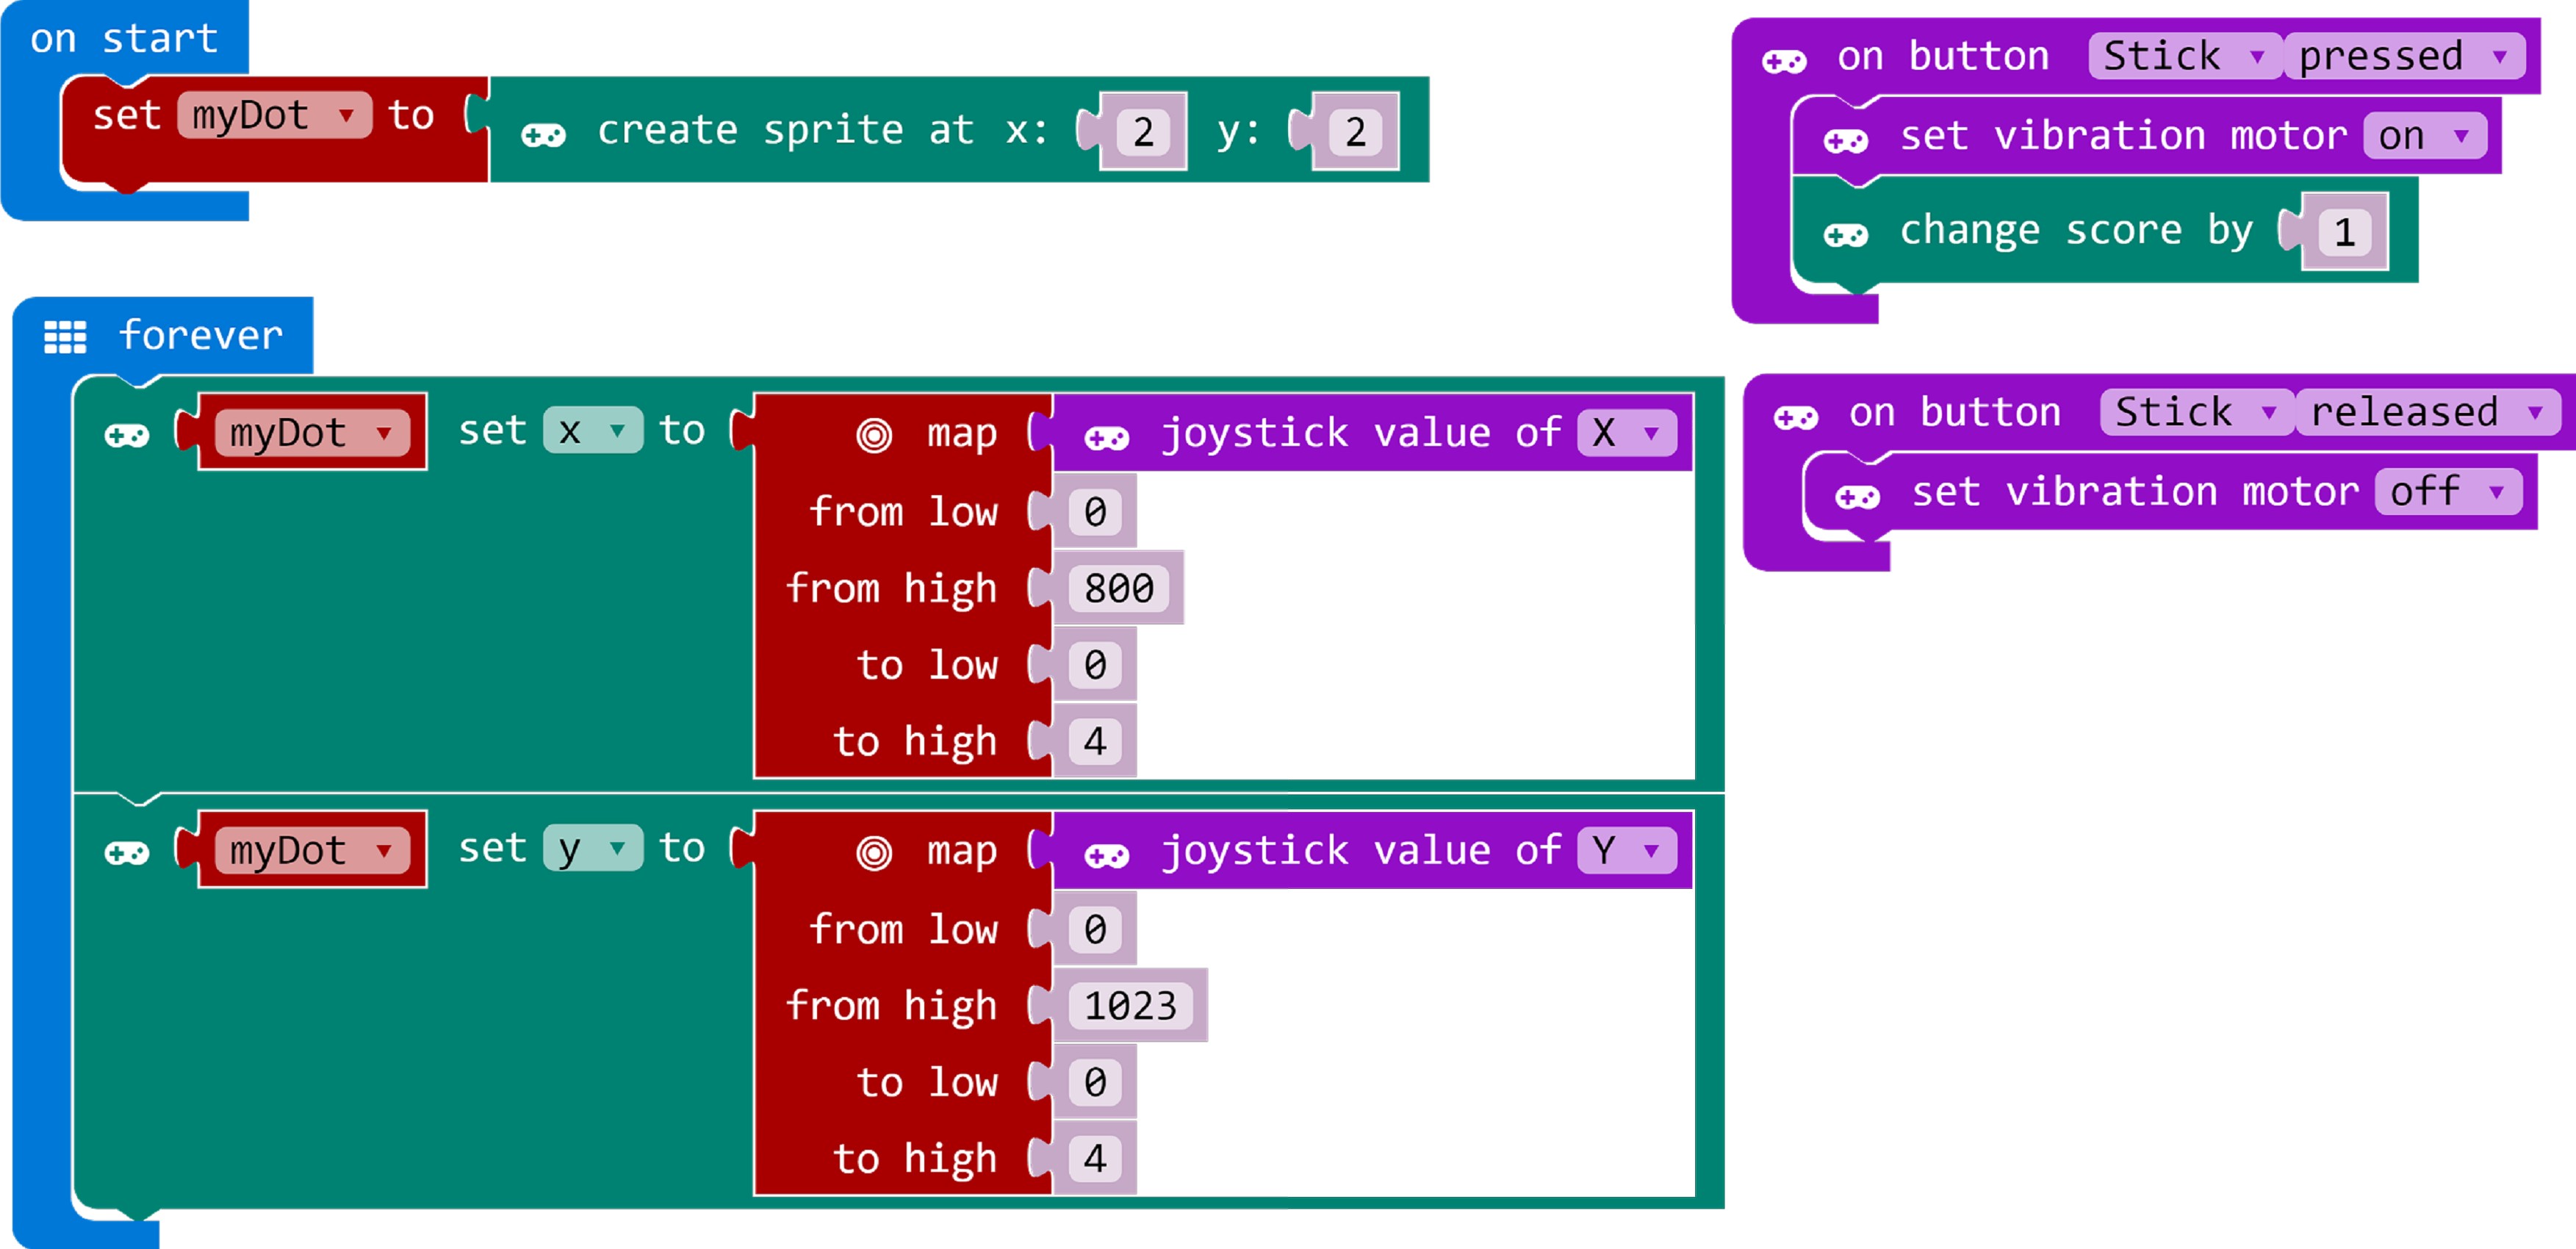 on start
set myDot to create sprite at x: 2 y: 2
forever
myDot set x to map joystick value of X
from low 0
from high 800
to low 0
to high 4
myDot set y to map joystick value of Y
from low 0
from high 1023
to low 0
to high 4
on button Stick pressed
set vibration motor on
change score by 1
on button Stick released
set vibration motor off